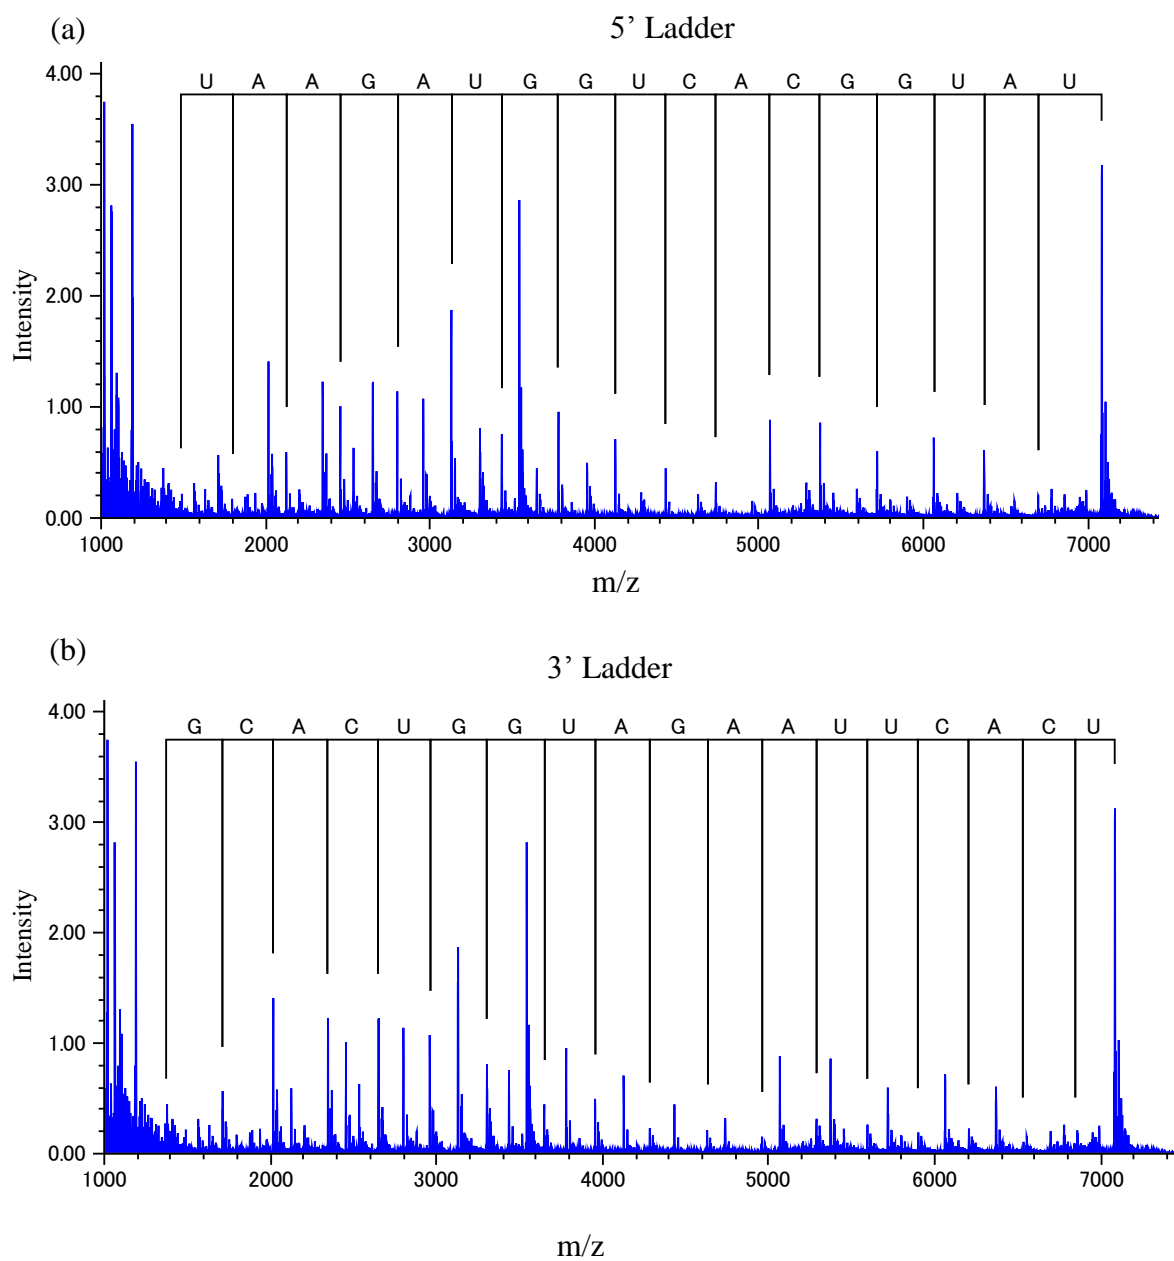 (a)
5’ Ladder
U A A G A U G G U C A C G G U A U
4.00
3.00
2.00
1.00
0.00
Intensity
1000 2000 3000 4000 5000 6000 7000
m/z
(b)
3’ Ladder
G C A C U G G U A G A A U U C A C U
4.00
3.00
2.00
1.00
0.00
Intensity
1000 2000 3000 4000 5000 6000 7000
m/z